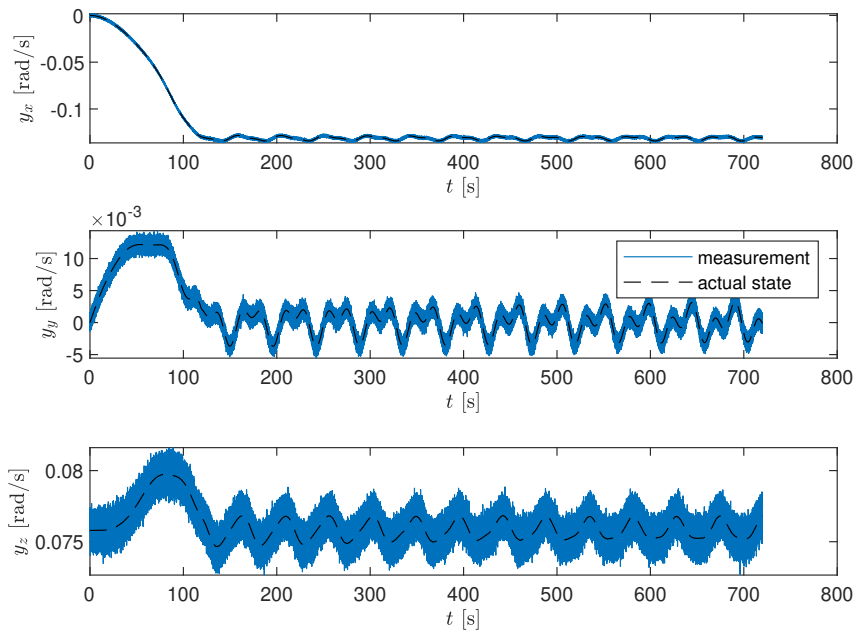 0
-0.05
-0.1
y_x [rad/s]
0 100 200 300 400 500 600 700 800
t [s]
×10^-3
10
5
0
-5
y_y [rad/s]
measurement
actual state
0 100 200 300 400 500 600 700 800
t [s]
0.08
0.075
y_z [rad/s]
0 100 200 300 400 500 600 700 800
t [s]